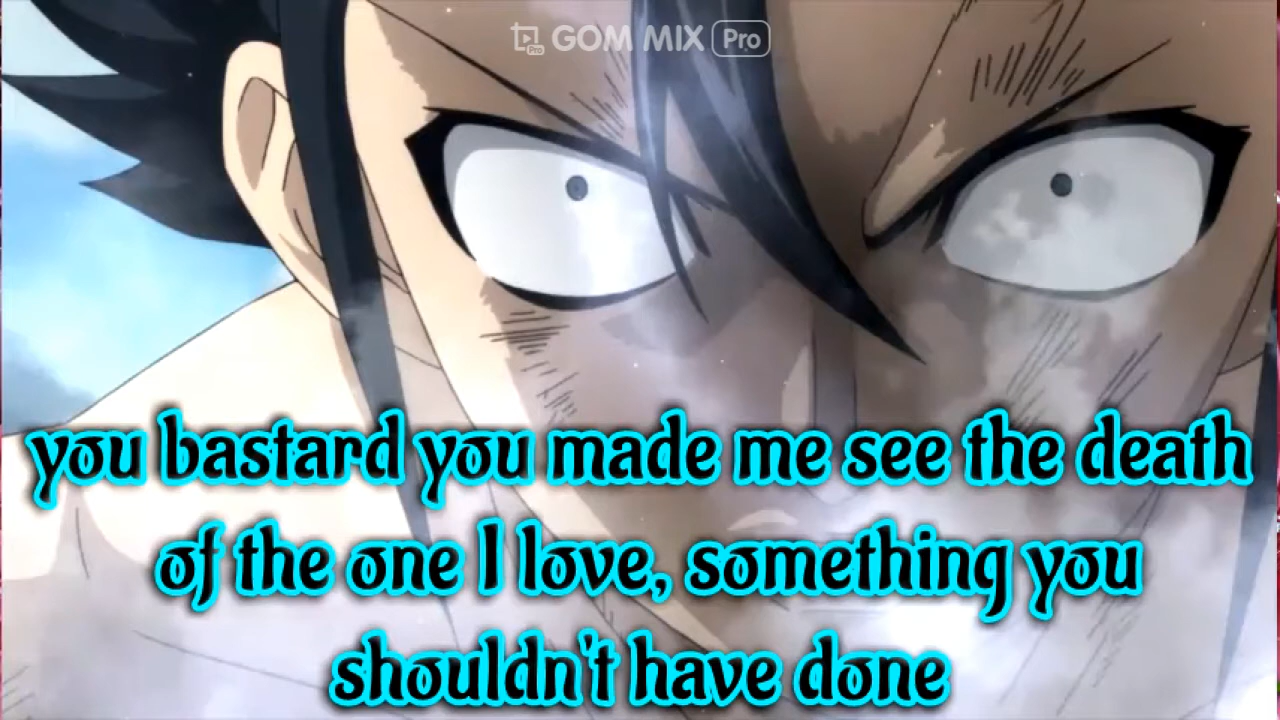 GOM MIX Pro
you bastard you made me see the death
of the one I love, something you
shouldn't have done